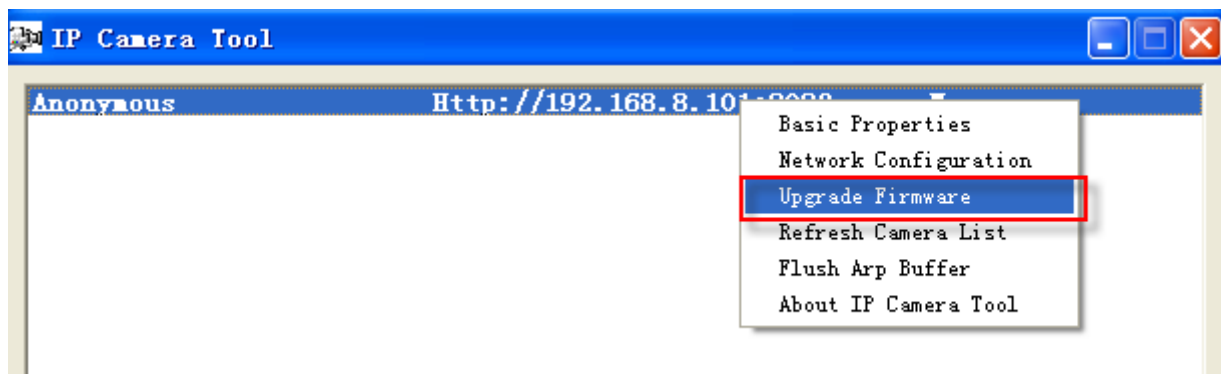 IP Camera Tool
Anonymous Http://192.168.8.101
Basic Properties
Network Configuration
Upgrade Firmware
Refresh Camera List
Flush Arp Buffer
About IP Camera Tool